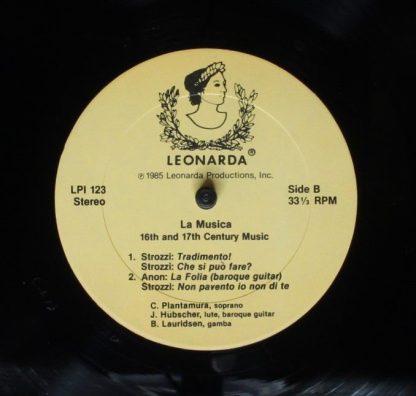 LEONARDA®
℗ 1985 Leonarda Productions, Inc.
LPI 123 Side B
Stereo 33⅓ RPM
La Musica
16th and 17th Century Music
1. Strozzi: Tradimento!
Strozzi: Che si può fare?
2. Anon: La Folia (baroque guitar)
Strozzi: Non pavento io non di te
C. Plantamura, soprano
J. Hübscher, lute, baroque guitar
B. Lauridsen, gamba